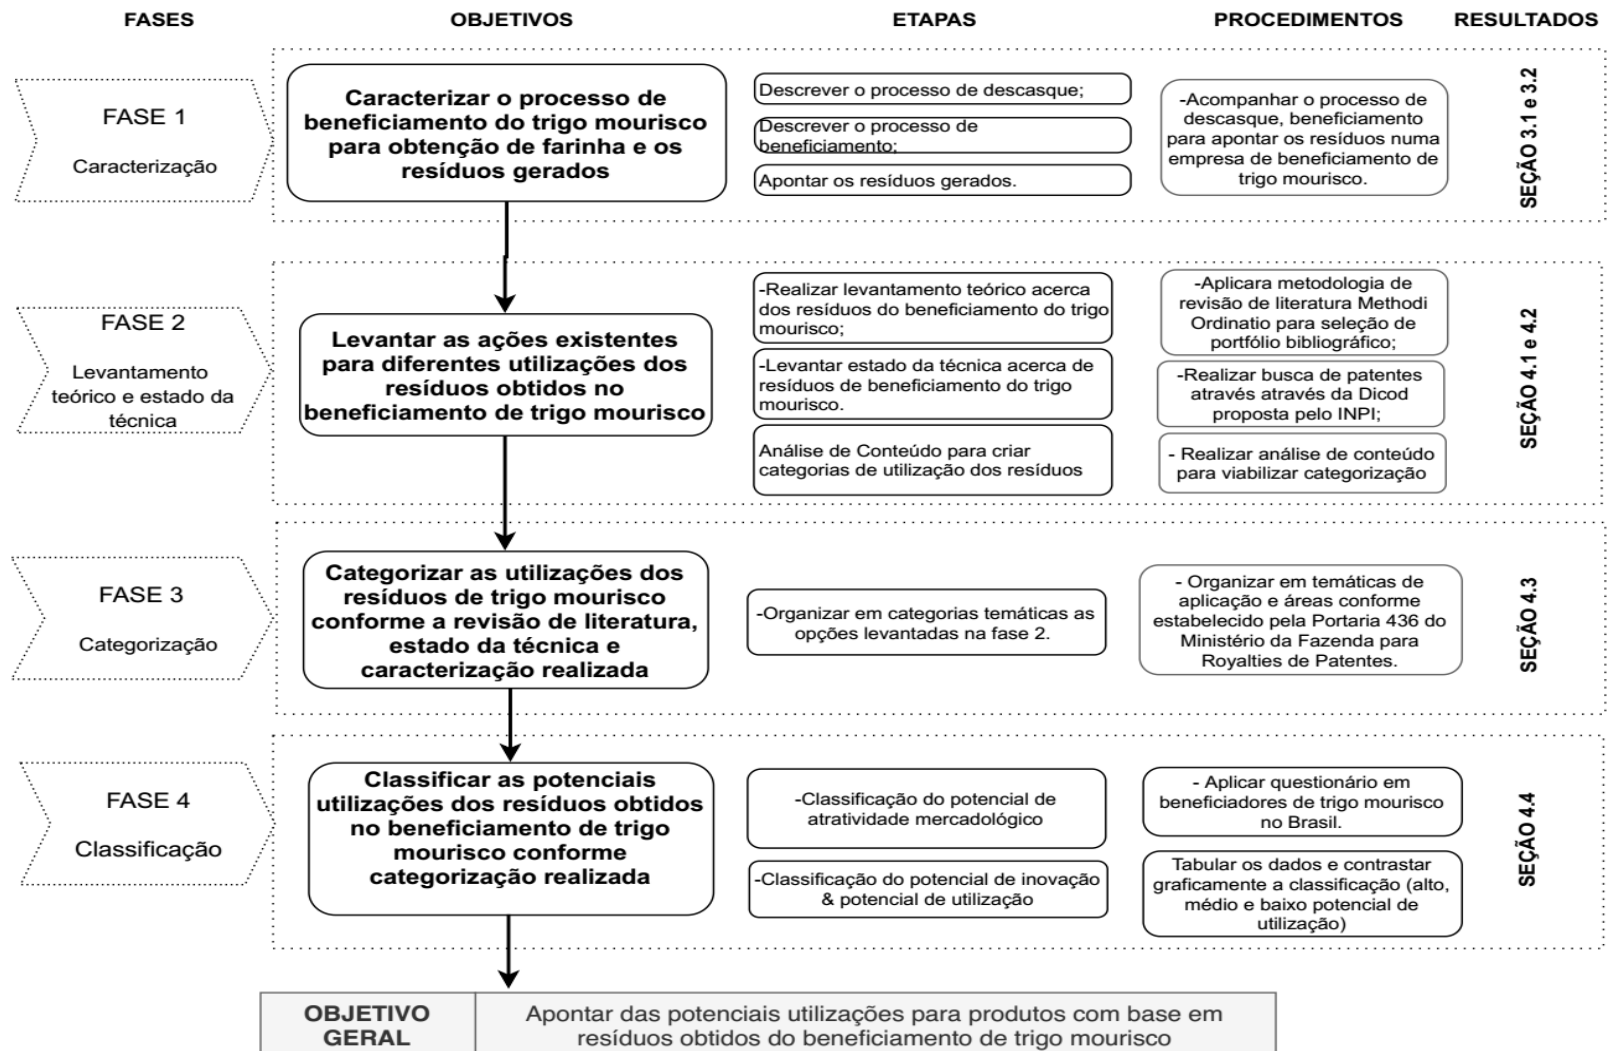 FASES
OBJETIVOS
ETAPAS
PROCEDIMENTOS
RESULTADOS
FASE 1
Caracterização
Caracterizar o processo de
beneficiamento do trigo mourisco
para obtenção de farinha e os
resíduos gerados
Descrever o processo de descasque;
Descrever o processo de
beneficiamento;
Apontar os resíduos gerados.
-Acompanhar o processo de
descasque, beneficiamento
para apontar os resíduos numa
empresa de beneficiamento de
trigo mourisco.
SEÇÃO 3.1 e 3.2
FASE 2
Levantamento
teórico e estado da
técnica
Levantar as ações existentes
para diferentes utilizações dos
resíduos obtidos no
beneficiamento de trigo mourisco
-Realizar levantamento teórico acerca
dos resíduos do beneficiamento do trigo
mourisco;
-Levantar estado da técnica acerca de
resíduos de beneficiamento do trigo
mourisco.
Análise de Conteúdo para criar
categorias de utilização dos resíduos
-Aplicara metodologia de
revisão de literatura Methodi
Ordinatio para seleção de
portfólio bibliográfico;
-Realizar busca de patentes
através através da Dicod
proposta pelo INPI;
- Realizar análise de conteúdo
para viabilizar categorização
SEÇÃO 4.1 e 4.2
FASE 3
Categorização
Categorizar as utilizações dos
resíduos de trigo mourisco
conforme a revisão de literatura,
estado da técnica e
caracterização realizada
-Organizar em categorias temáticas as
opções levantadas na fase 2.
- Organizar em temáticas de
aplicação e áreas conforme
estabelecido pela Portaria 436 do
Ministério da Fazenda para
Royalties de Patentes.
SEÇÃO 4.3
FASE 4
Classificação
Classificar as potenciais
utilizações dos resíduos obtidos
no beneficiamento de trigo
mourisco conforme
categorização realizada
-Classificação do potencial de
atratividade mercadológico
-Classificação do potencial de inovação
& potencial de utilização
- Aplicar questionário em
beneficiadores de trigo mourisco
no Brasil.
Tabular os dados e contrastar
graficamente a classificação (alto,
médio e baixo potencial de
utilização)
SEÇÃO 4.4
OBJETIVO
GERAL
Apontar das potenciais utilizações para produtos com base em
resíduos obtidos do beneficiamento de trigo mourisco